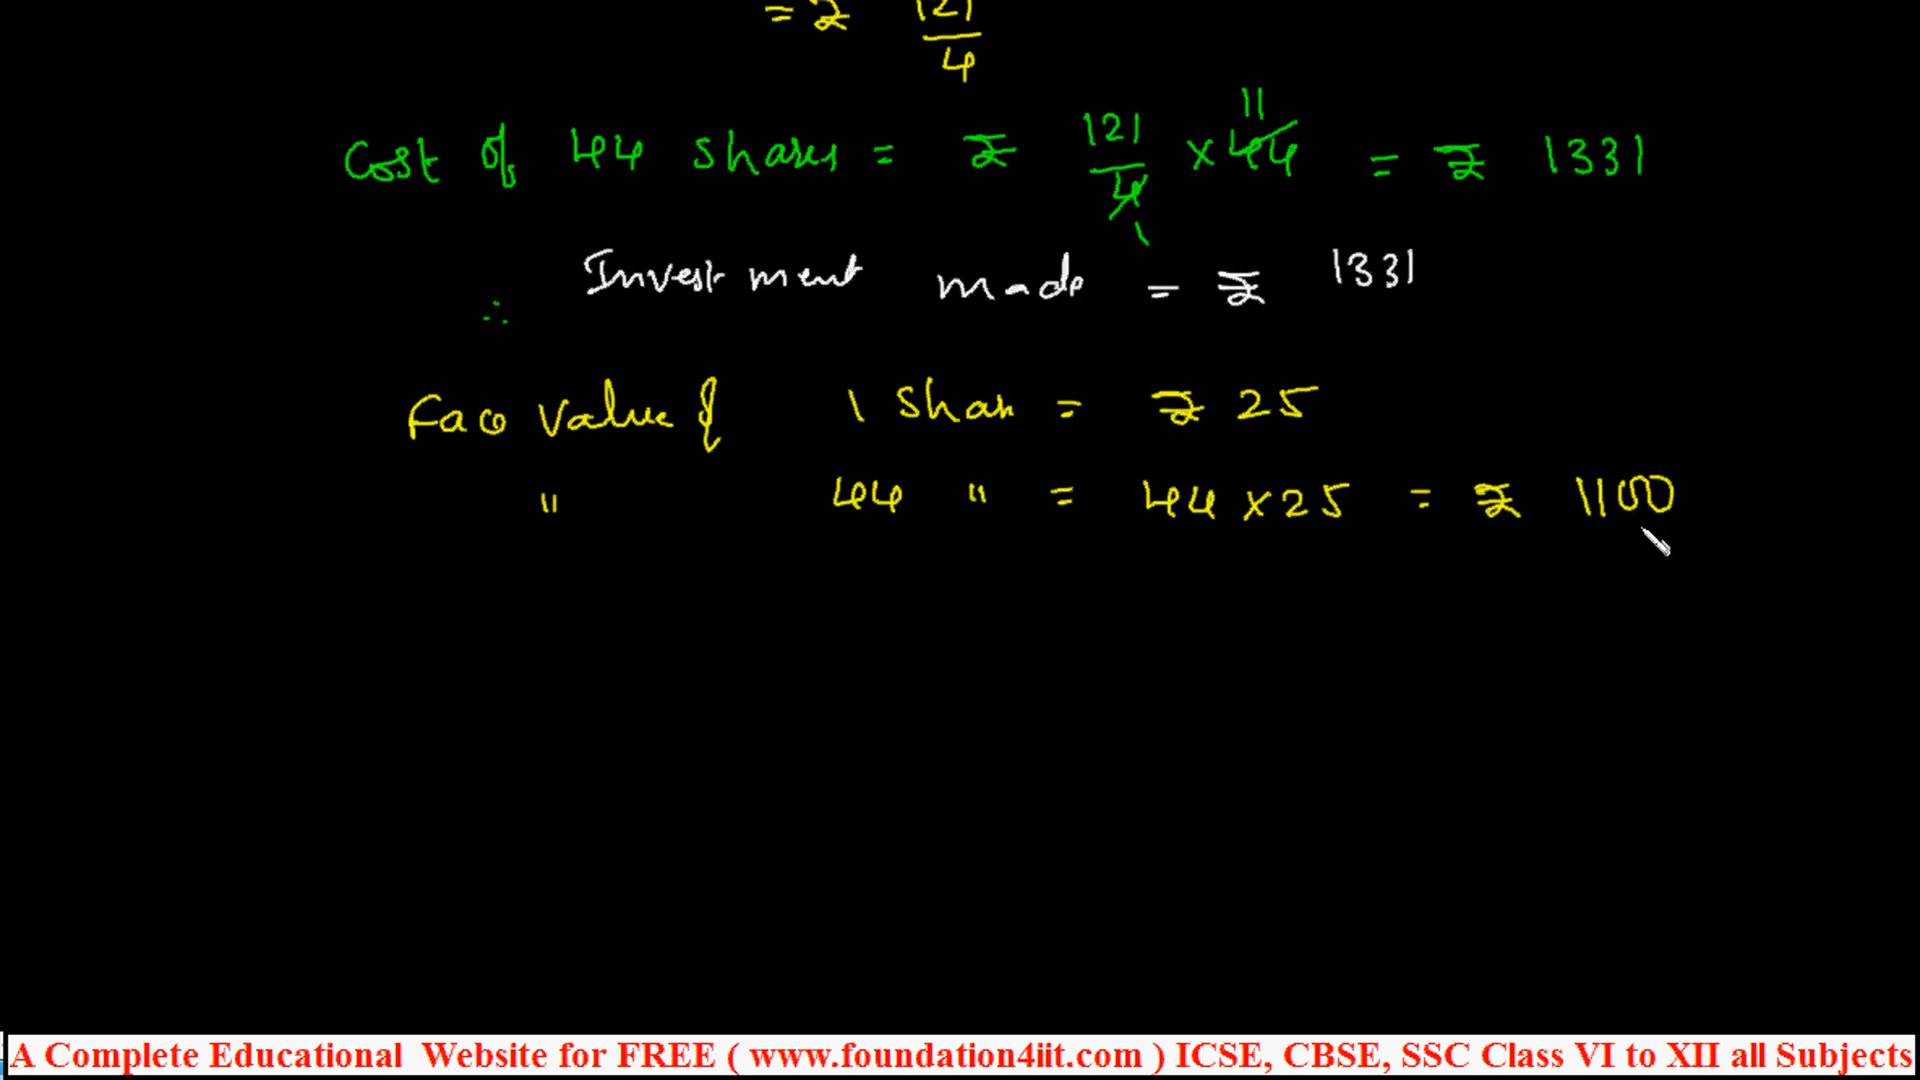 = ₹ 121/4
Cost of 44 shares = ₹ 121/4 × 44 = ₹ 1331
11
1
∴ Investment made = ₹ 1331
Face value of 1 share = ₹ 25
" 44 " = 44 × 25 = ₹ 1100
A Complete Educational Website for FREE ( www.foundation4iit.com ) ICSE, CBSE, SSC Class VI to XII all Subjects